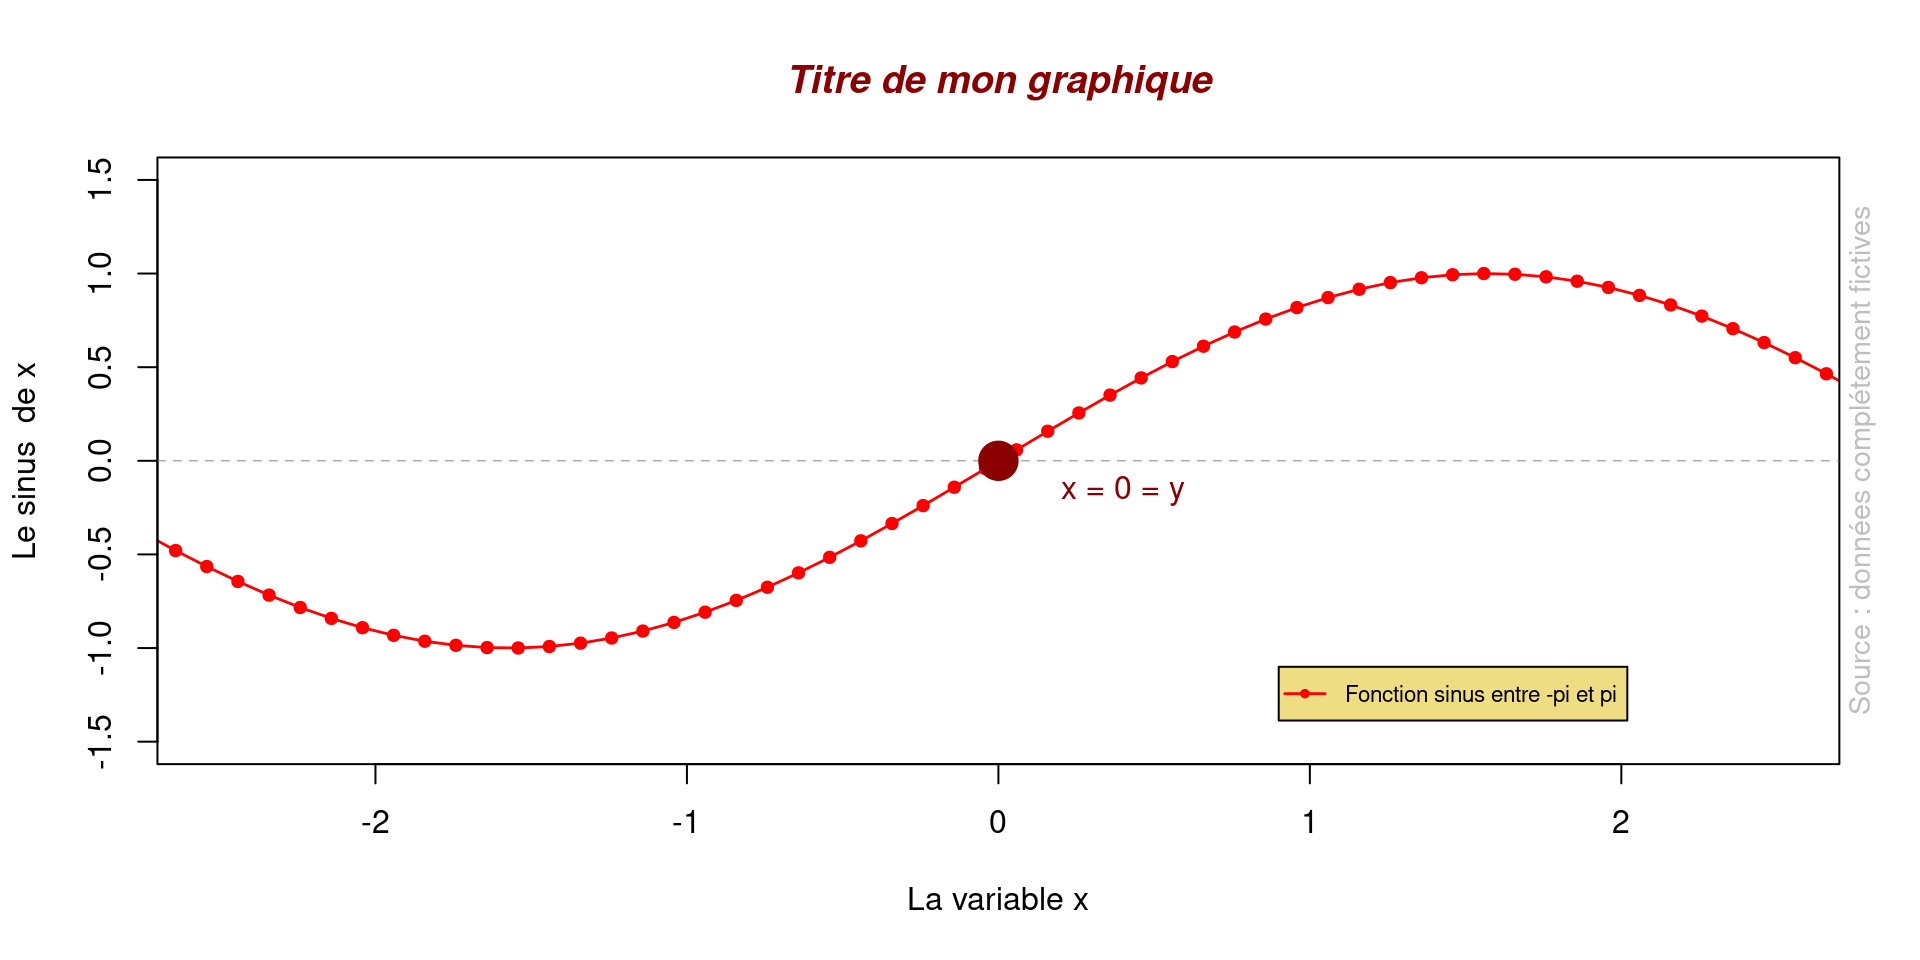 Titre de mon graphique
Le sinus  de x
1.5
1.0
0.5
0.0
-0.5
-1.0
-1.5
x = 0 = y
Fonction sinus entre -pi et pi
Source : données complétement fictives
-2
-1
0
1
2
La variable x